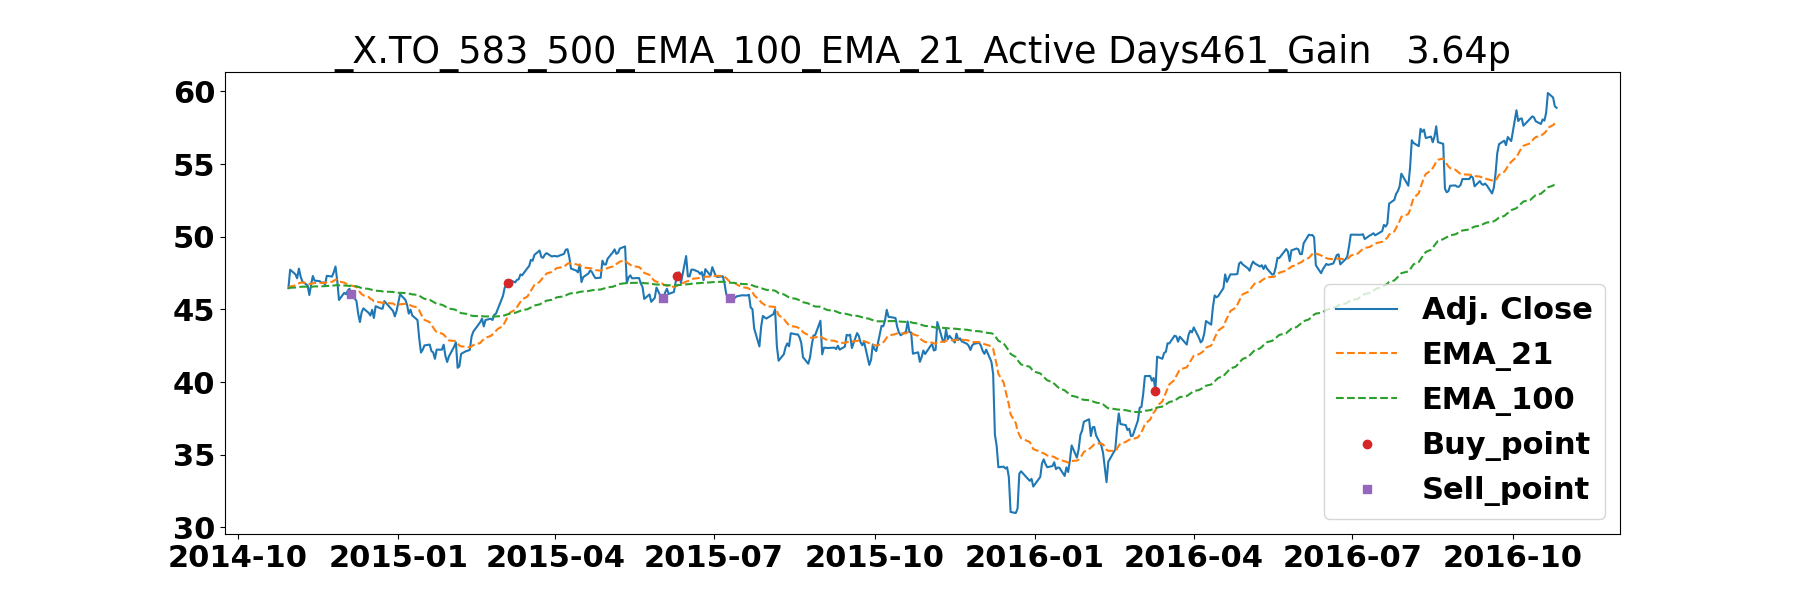 _X.TO_583_500_EMA_100_EMA_21_Active Days461_Gain   3.64p
60
55
50
45
40
35
30
2014-10 2015-01 2015-04 2015-07 2015-10 2016-01 2016-04 2016-07 2016-10
Adj. Close
EMA_21
EMA_100
Buy_point
Sell_point